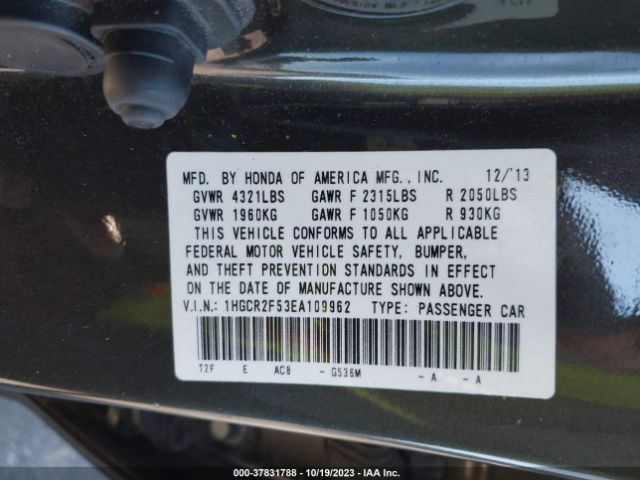 MFD. BY HONDA OF AMERICA MFG., INC. 12/'13
GVWR 4321LBS GAWR F 2315LBS R 2050LBS
GVWR 1960KG GAWR F 1050KG R 930KG
THIS VEHICLE CONFORMS TO ALL APPLICABLE
FEDERAL MOTOR VEHICLE SAFETY, BUMPER,
AND THEFT PREVENTION STANDARDS IN EFFECT
ON THE DATE OF MANUFACTURE SHOWN ABOVE.
V.I.N.: 1HGCR2F53EA109962 TYPE: PASSENGER CAR
T2F E AC8 - G536M - A - A
000-37831788 - 10/19/2023 - IAA Inc.